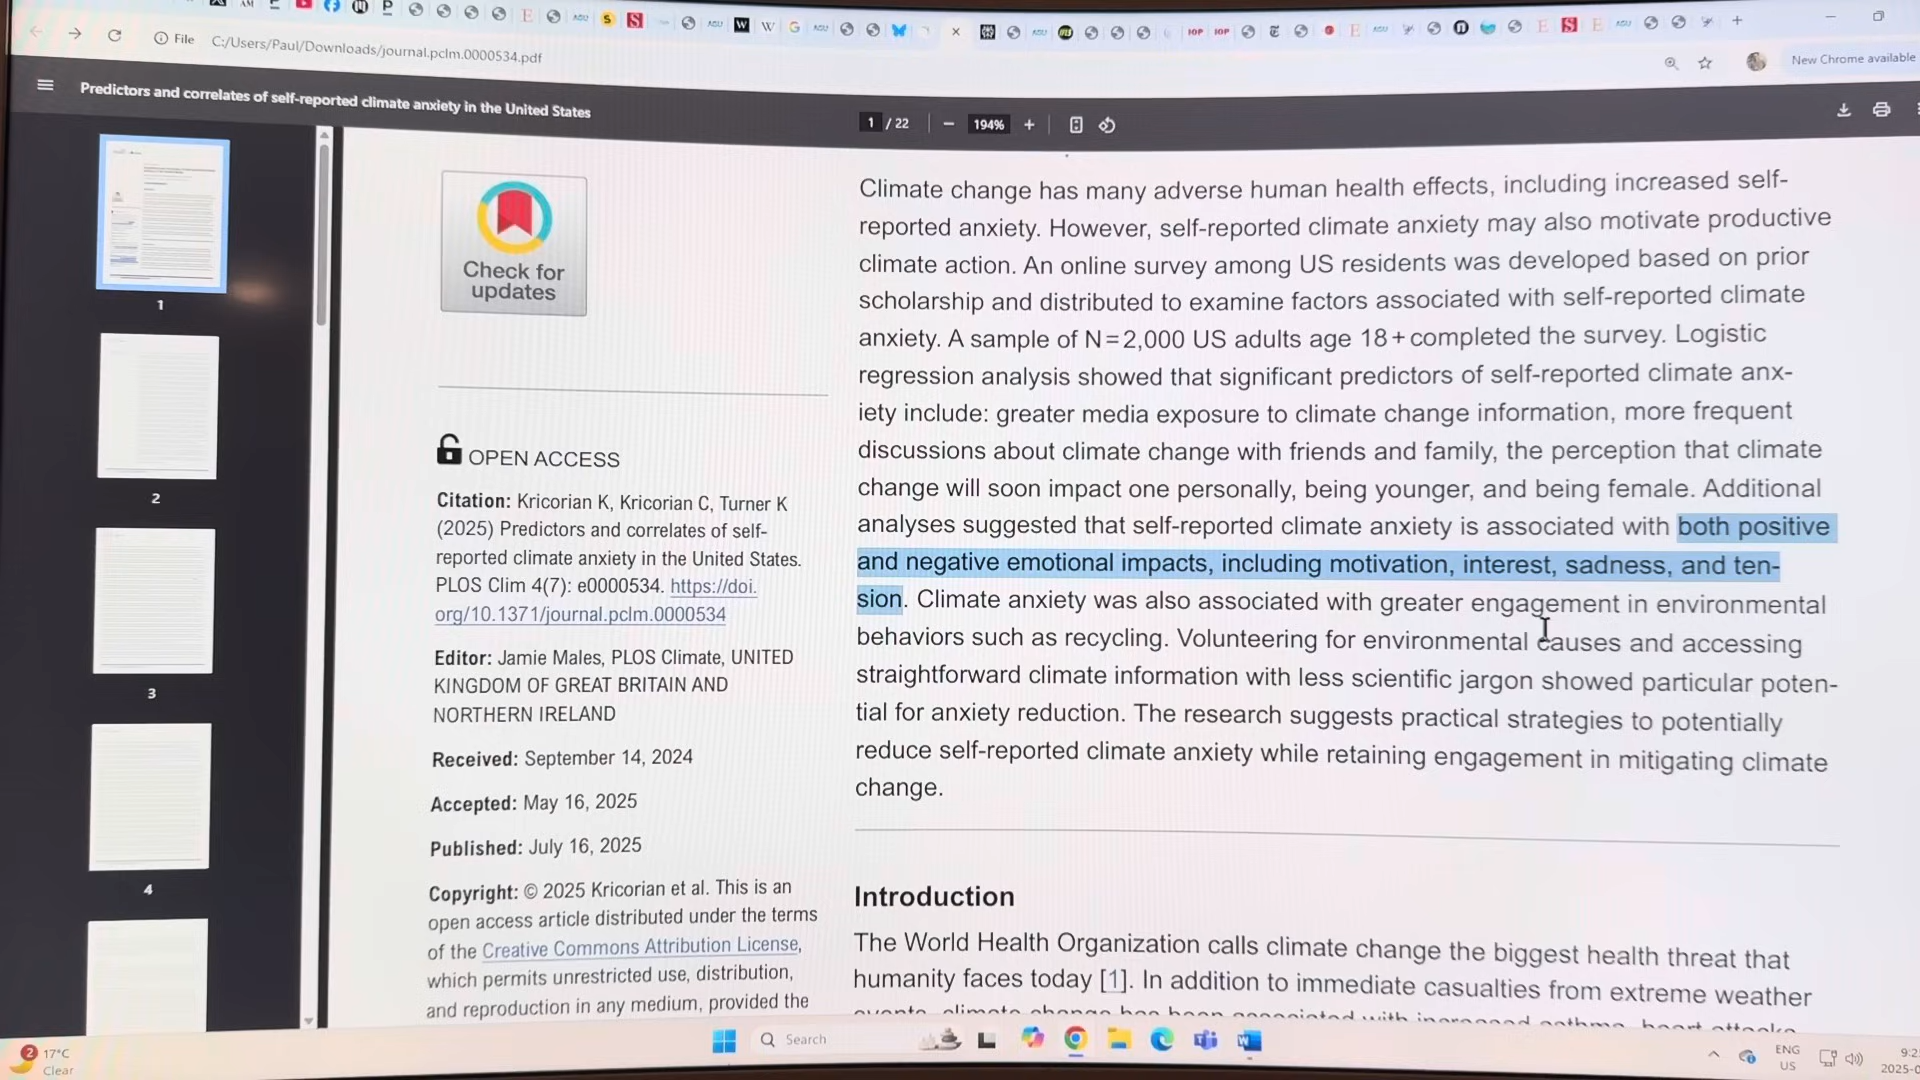 File
C:/Users/Paul/Downloads/journal.pclm.0000534.pdf
New Chrome available
Predictors and correlates of self-reported climate anxiety in the United States
1 / 22
194%
1
2
3
4
Check for
updates
OPEN ACCESS
Citation: Kricorian K, Kricorian C, Turner K
(2025) Predictors and correlates of self-
reported climate anxiety in the United States.
PLOS Clim 4(7): e0000534. https://doi.
org/10.1371/journal.pclm.0000534
Editor: Jamie Males, PLOS Climate, UNITED
KINGDOM OF GREAT BRITAIN AND
NORTHERN IRELAND
Received: September 14, 2024
Accepted: May 16, 2025
Published: July 16, 2025
Copyright: © 2025 Kricorian et al. This is an
open access article distributed under the terms
of the Creative Commons Attribution License,
which permits unrestricted use, distribution,
and reproduction in any medium, provided the
Climate change has many adverse human health effects, including increased self-
reported anxiety. However, self-reported climate anxiety may also motivate productive
climate action. An online survey among US residents was developed based on prior
scholarship and distributed to examine factors associated with self-reported climate
anxiety. A sample of N=2,000 US adults age 18+completed the survey. Logistic
regression analysis showed that significant predictors of self-reported climate anx-
iety include: greater media exposure to climate change information, more frequent
discussions about climate change with friends and family, the perception that climate
change will soon impact one personally, being younger, and being female. Additional
analyses suggested that self-reported climate anxiety is associated with both positive
and negative emotional impacts, including motivation, interest, sadness, and ten-
sion. Climate anxiety was also associated with greater engagement in environmental
behaviors such as recycling. Volunteering for environmental causes and accessing
straightforward climate information with less scientific jargon showed particular poten-
tial for anxiety reduction. The research suggests practical strategies to potentially
reduce self-reported climate anxiety while retaining engagement in mitigating climate
change.
Introduction
The World Health Organization calls climate change the biggest health threat that
humanity faces today [1]. In addition to immediate casualties from extreme weather
2
17°C
Clear
Search
ENG
US